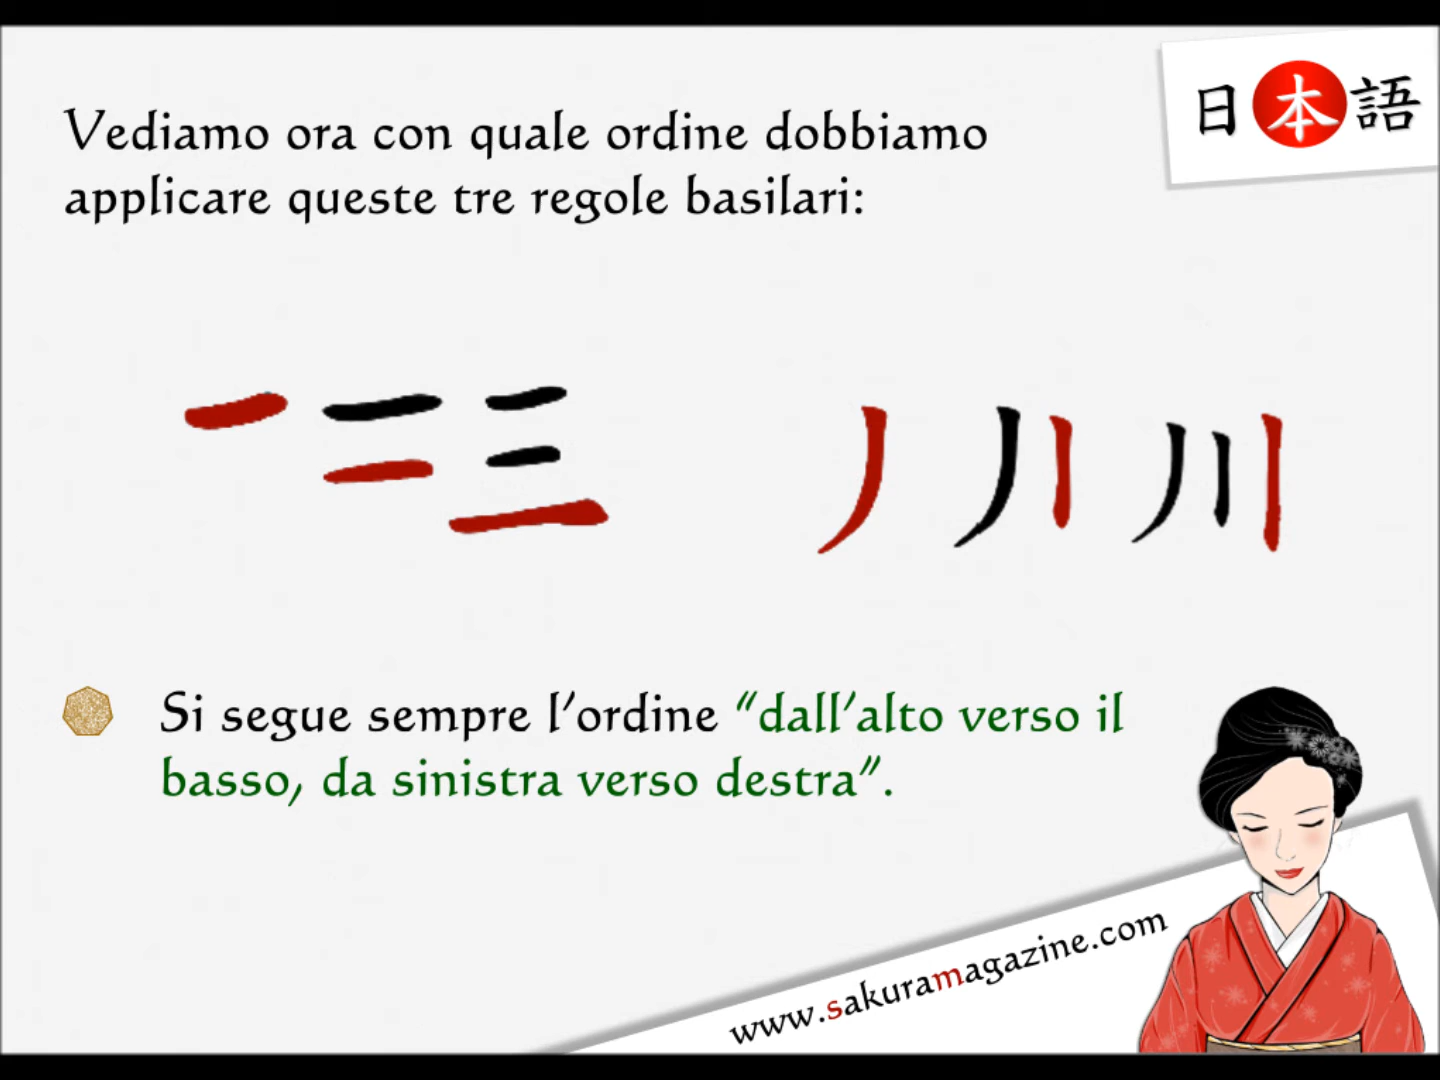 日本語
Vediamo ora con quale ordine dobbiamo
applicare queste tre regole basilari:
一 二 三
丿 川
Si segue sempre l'ordine "dall'alto verso il
basso, da sinistra verso destra".
www.sakuramagazine.com